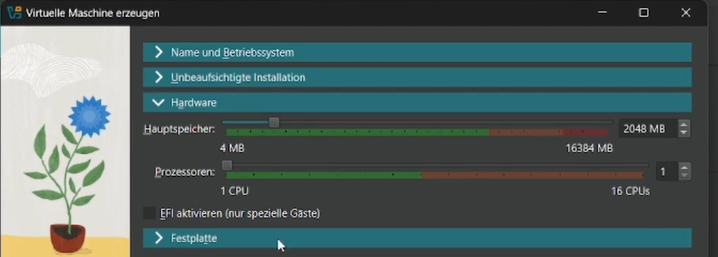 Virtuelle Maschine erzeugen
Name und Betriebssystem
Unbeaufsichtigte Installation
Hardware
Hauptspeicher:
2048 MB
4 MB
16384 MB
Prozessoren:
1
1 CPU
16 CPUs
EFI aktivieren (nur spezielle Gäste)
Festplatte